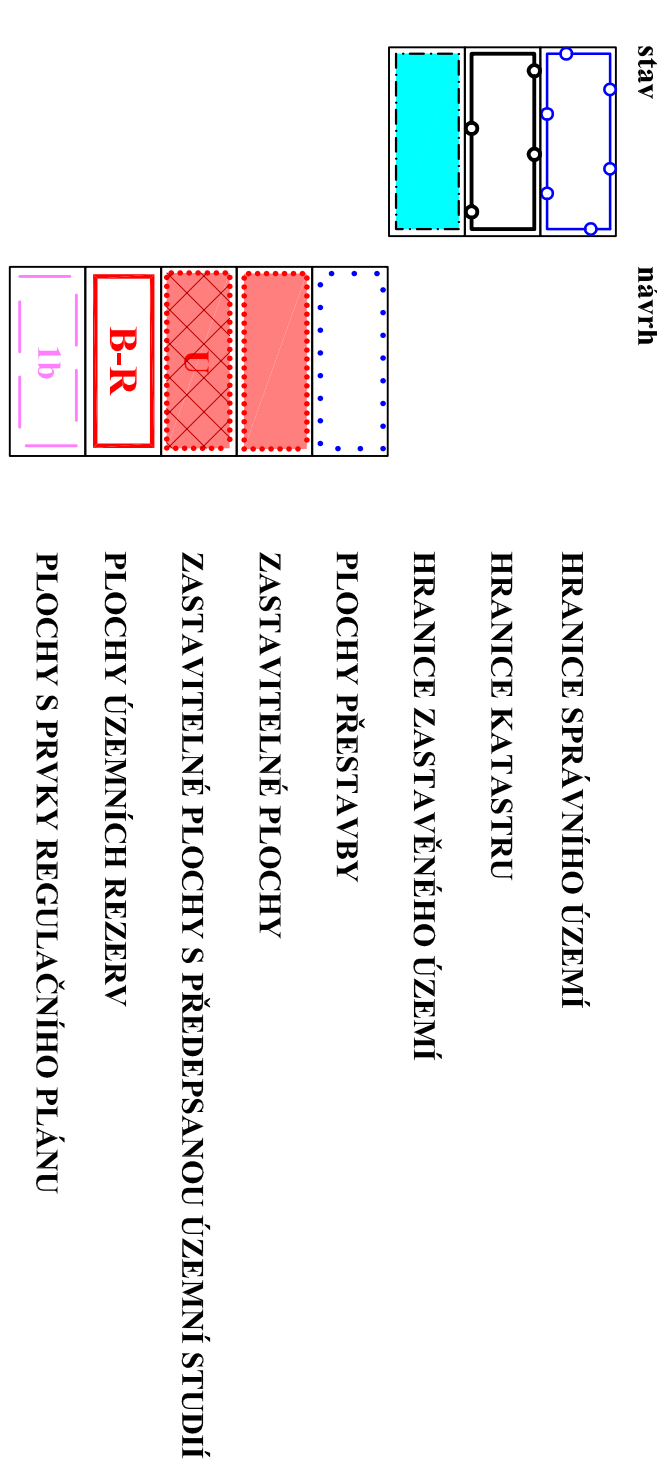 stav návrh
HRANICE SPRÁVNÍHO ÚZEMÍ
HRANICE KATASTRU
HRANICE ZASTAVĚNÉHO ÚZEMÍ
PLOCHY PŘESTAVBY
ZASTAVITELNÉ PLOCHY
U ZASTAVITELNÉ PLOCHY S PŘEDEPSANOU ÚZEMNÍ STUDIÍ
B-R PLOCHY ÚZEMNÍCH REZERV
1b PLOCHY S PRVKY REGULAČNÍHO PLÁNU